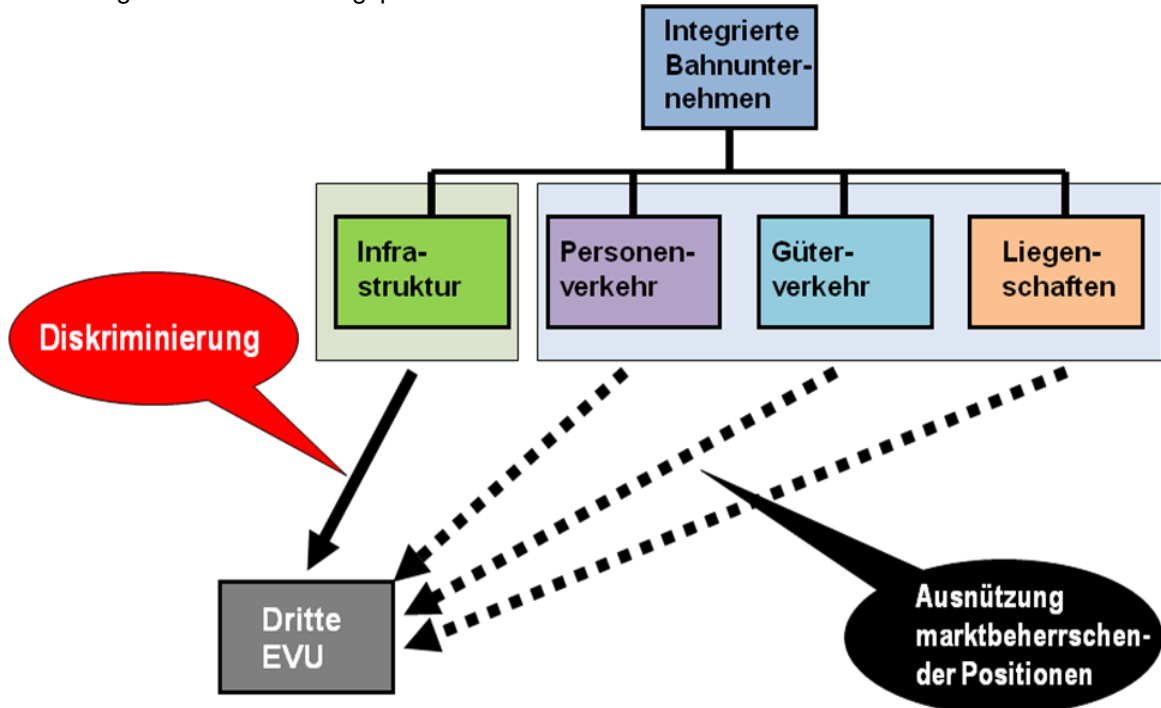 Integrierte
Bahnunter-
nehmen
Infra-
struktur
Personen-
verkehr
Güter-
verkehr
Liegen-
schaften
Diskriminierung
Dritte
EVU
Ausnützung
marktbeherrschen-
der Positionen